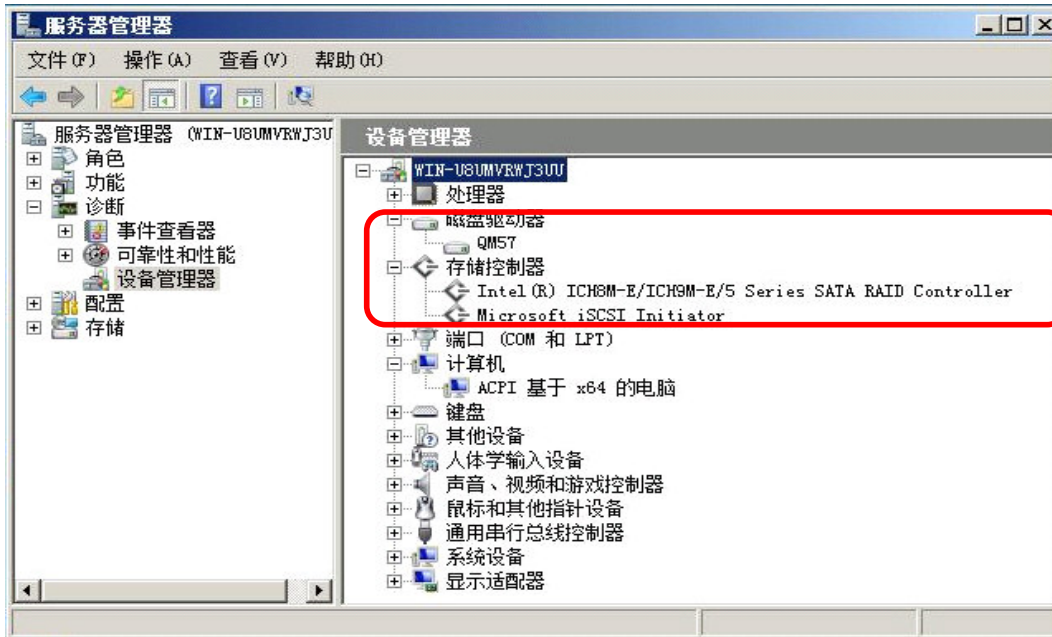 服务器管理器
文件(F) 操作(A) 查看(V) 帮助(H)
服务器管理器 (WIN-U8UMVRWJ3U
角色
功能
诊断
事件查看器
可靠性和性能
设备管理器
配置
存储
设备管理器
WIN-U8UMVRWJ3UU
处理器
磁盘驱动器
QM57
存储控制器
Intel(R) ICH8M-E/ICH9M-E/5 Series SATA RAID Controller
Microsoft iSCSI Initiator
端口 (COM 和 LPT)
计算机
ACPI 基于 x64 的电脑
键盘
其他设备
人体学输入设备
声音、视频和游戏控制器
鼠标和其他指针设备
通用串行总线控制器
系统设备
显示适配器